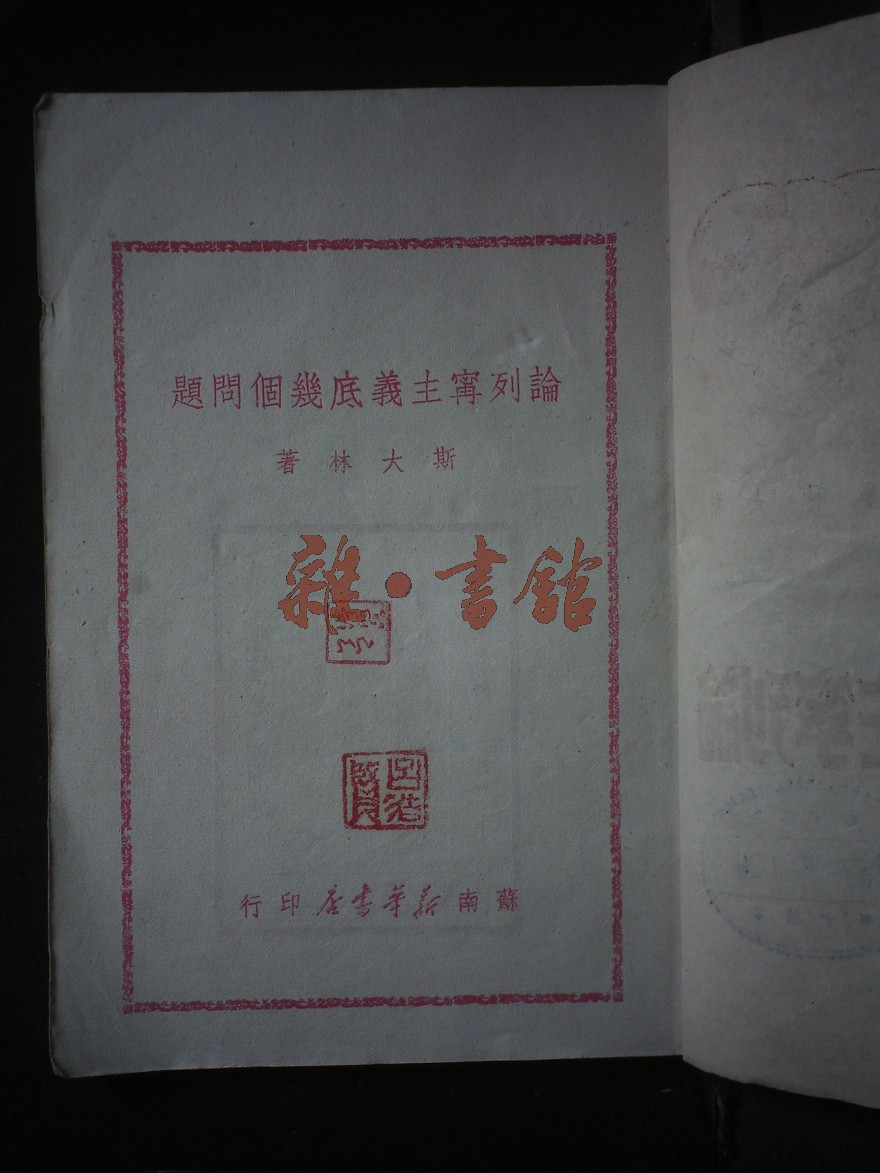 論列甯主義底幾個問題
斯大林著
雜·書館
蘇南新華書店印行